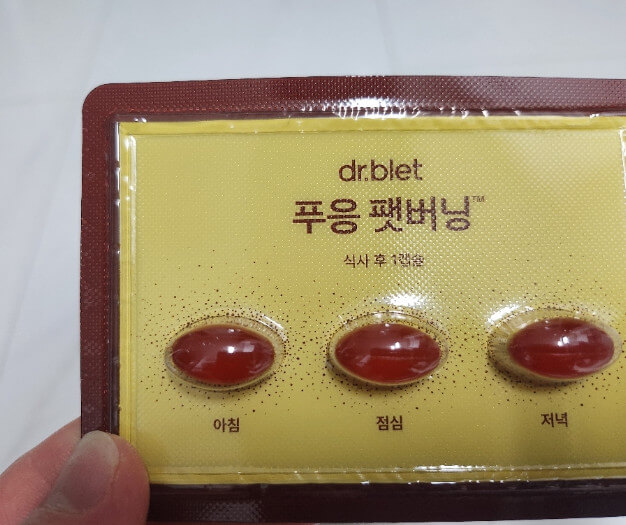 dr.blet
푸응 팻버닝™
식사 후 1캡슐
아침 점심 저녁